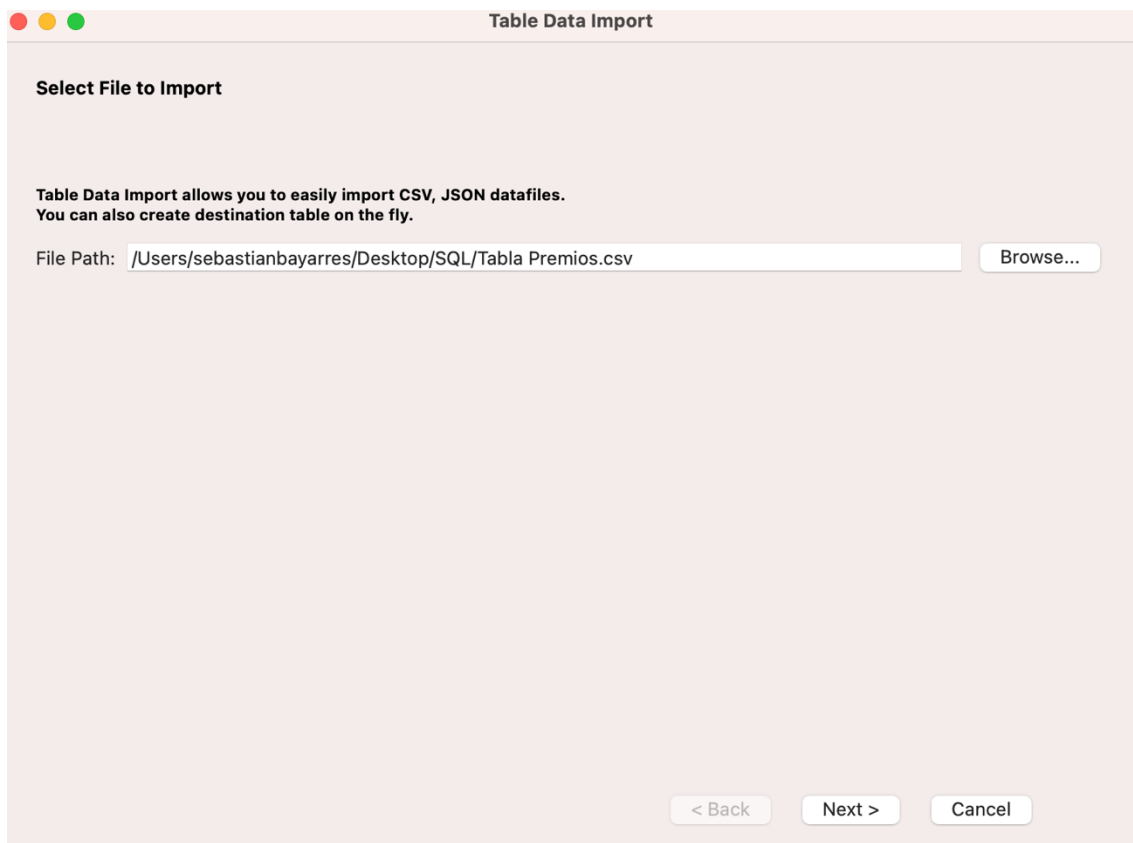 Table Data Import
Select File to Import
Table Data Import allows you to easily import CSV, JSON datafiles.
You can also create destination table on the fly.
File Path: /Users/sebastianbayarres/Desktop/SQL/Tabla Premios.csv Browse...
< Back Next > Cancel